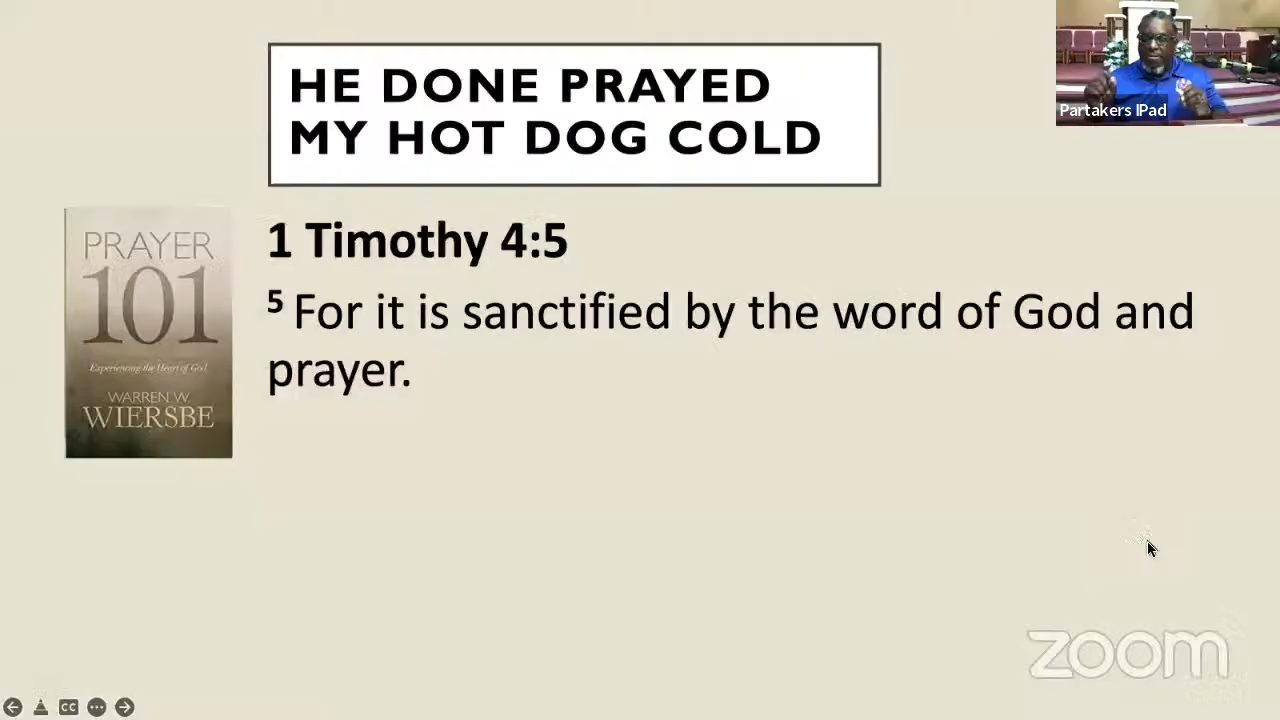 HE DONE PRAYED
MY HOT DOG COLD
Partakers IPad
PRAYER
101
Experiencing the Heart of God
WARREN W.
WIERSBE
1 Timothy 4:5
5 For it is sanctified by the word of God and
prayer.
zoom
CC